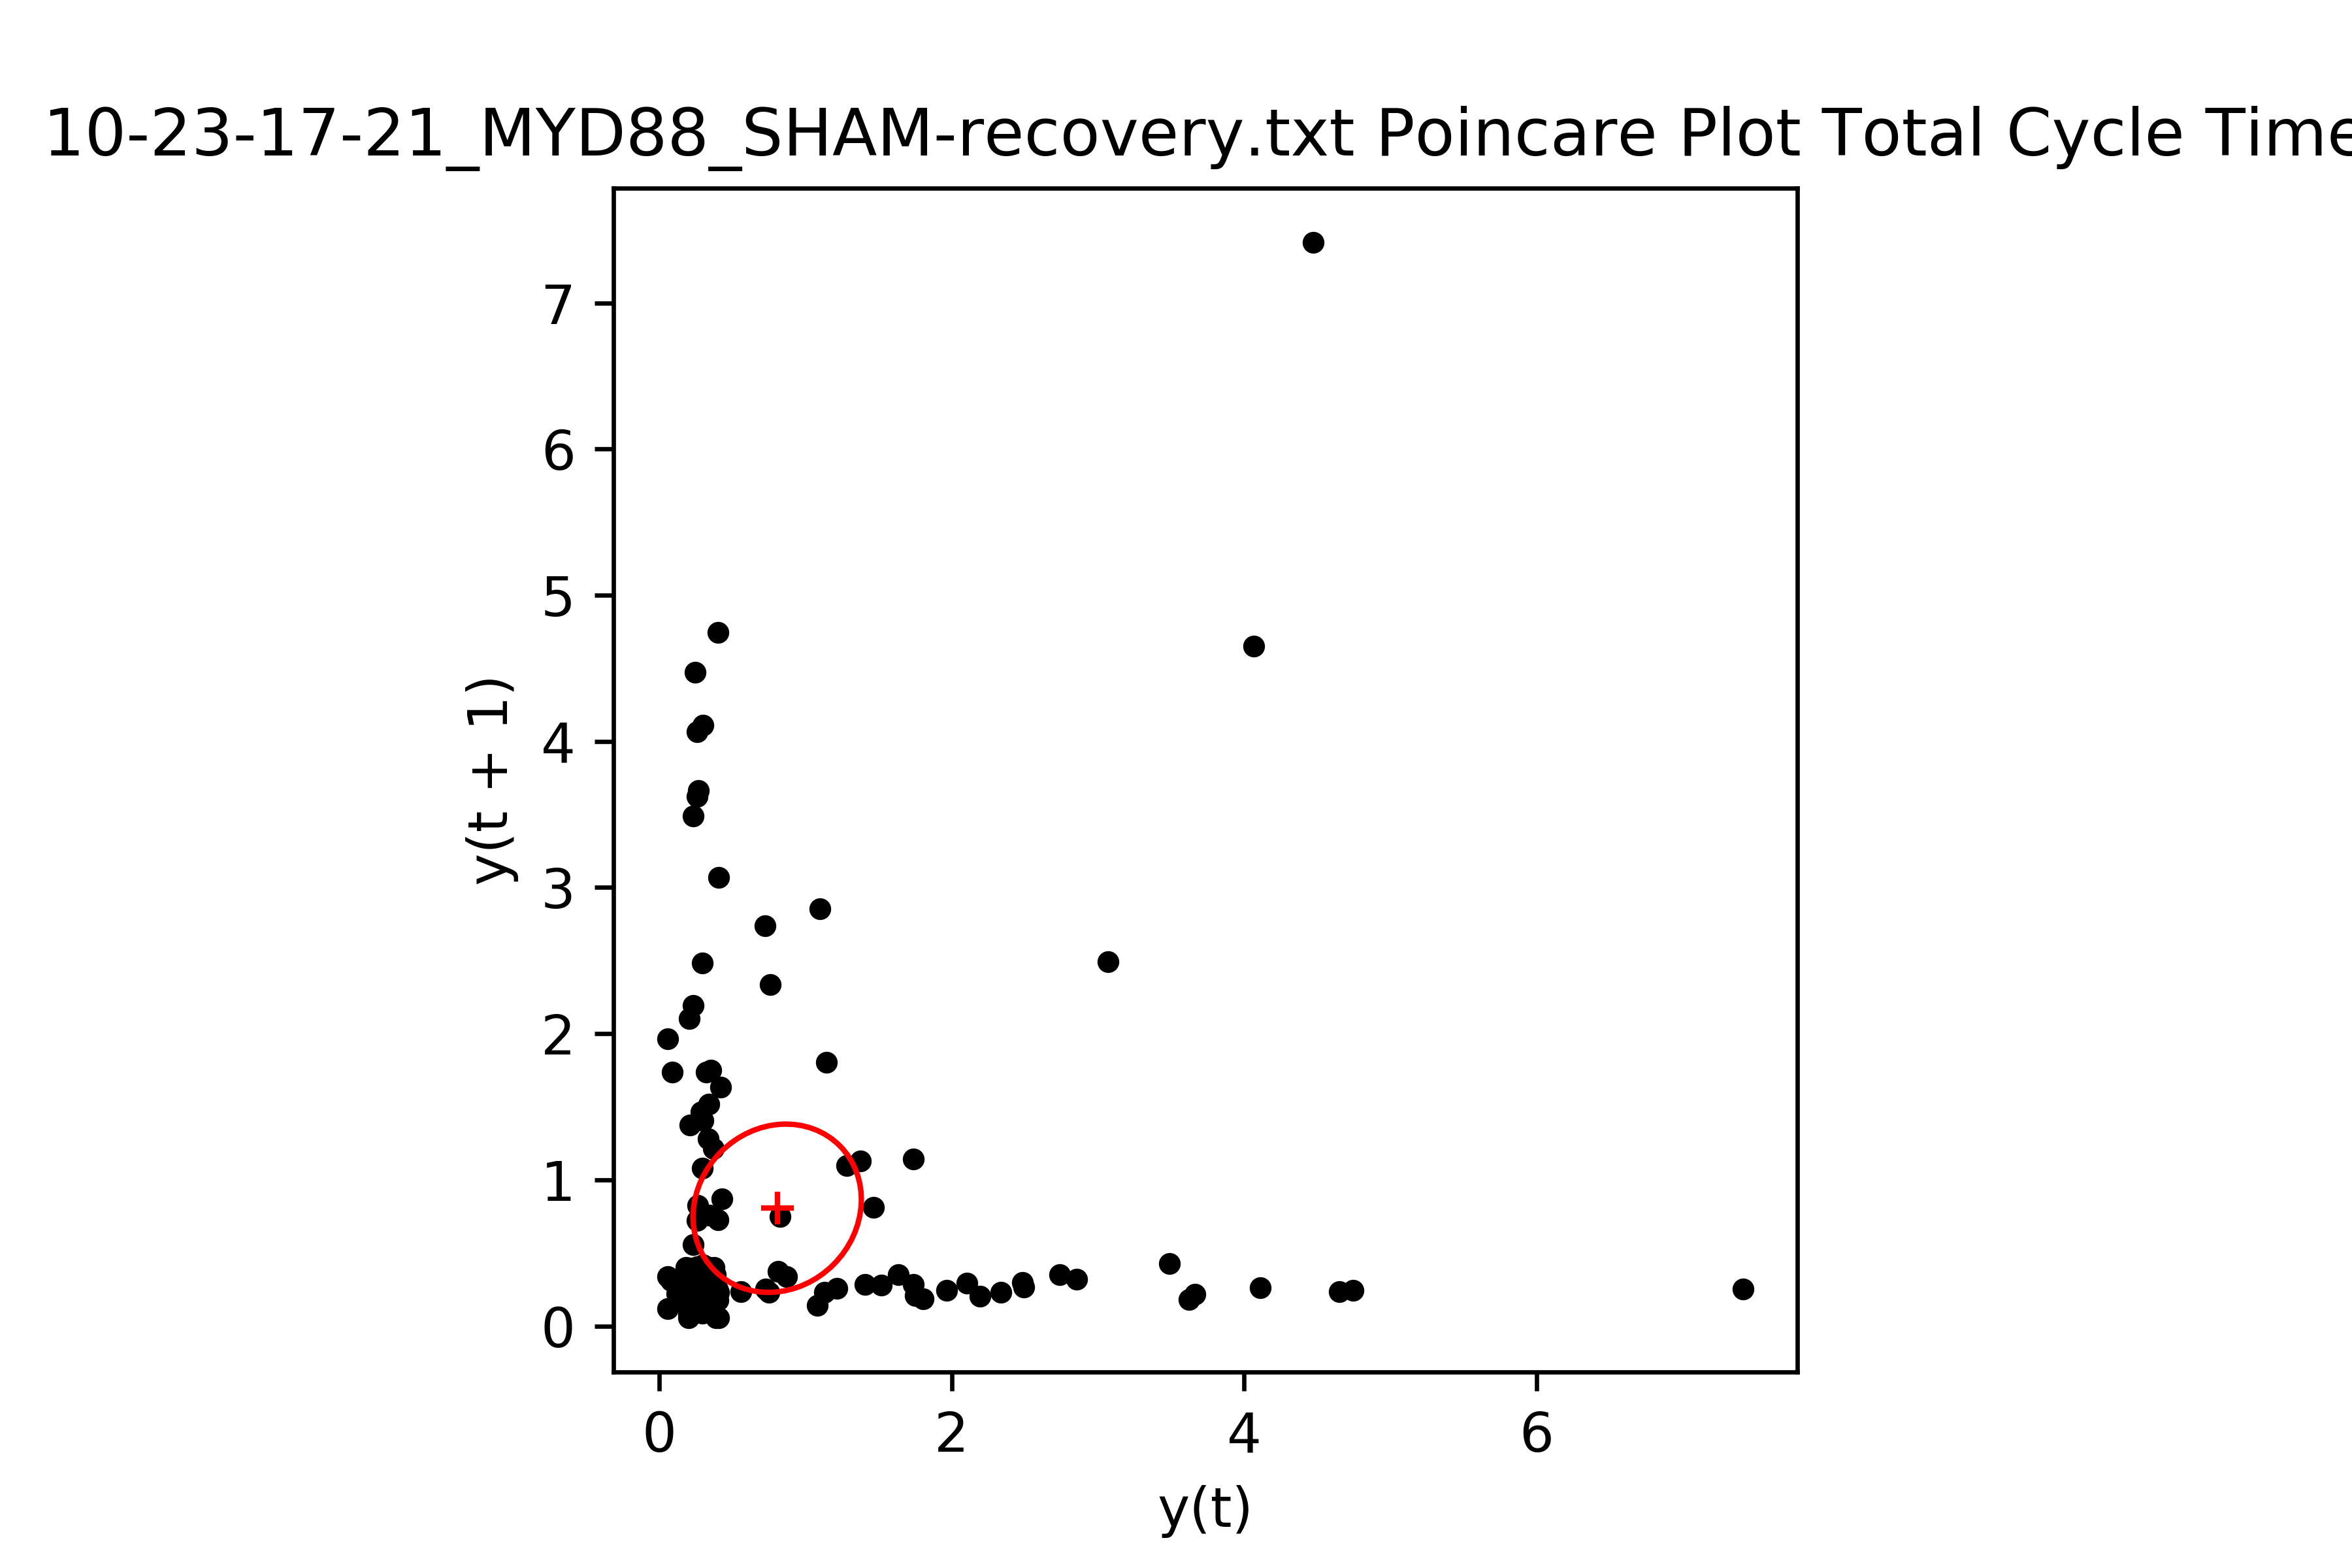 10-23-17-21_MYD88_SHAM-recovery.txt Poincare Plot Total Cycle Time
7
6
5
4
3
2
1
0
y(t + 1)
0 2 4 6
y(t)